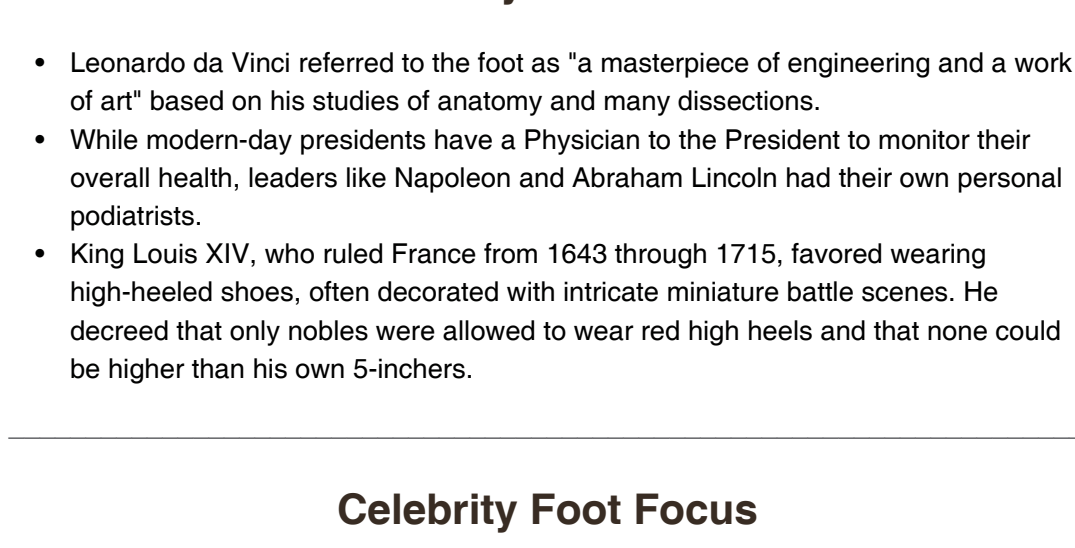 • Leonardo da Vinci referred to the foot as "a masterpiece of engineering and a work
of art" based on his studies of anatomy and many dissections.
• While modern-day presidents have a Physician to the President to monitor their
overall health, leaders like Napoleon and Abraham Lincoln had their own personal
podiatrists.
• King Louis XIV, who ruled France from 1643 through 1715, favored wearing
high-heeled shoes, often decorated with intricate miniature battle scenes. He
decreed that only nobles were allowed to wear red high heels and that none could
be higher than his own 5-inchers.
Celebrity Foot Focus